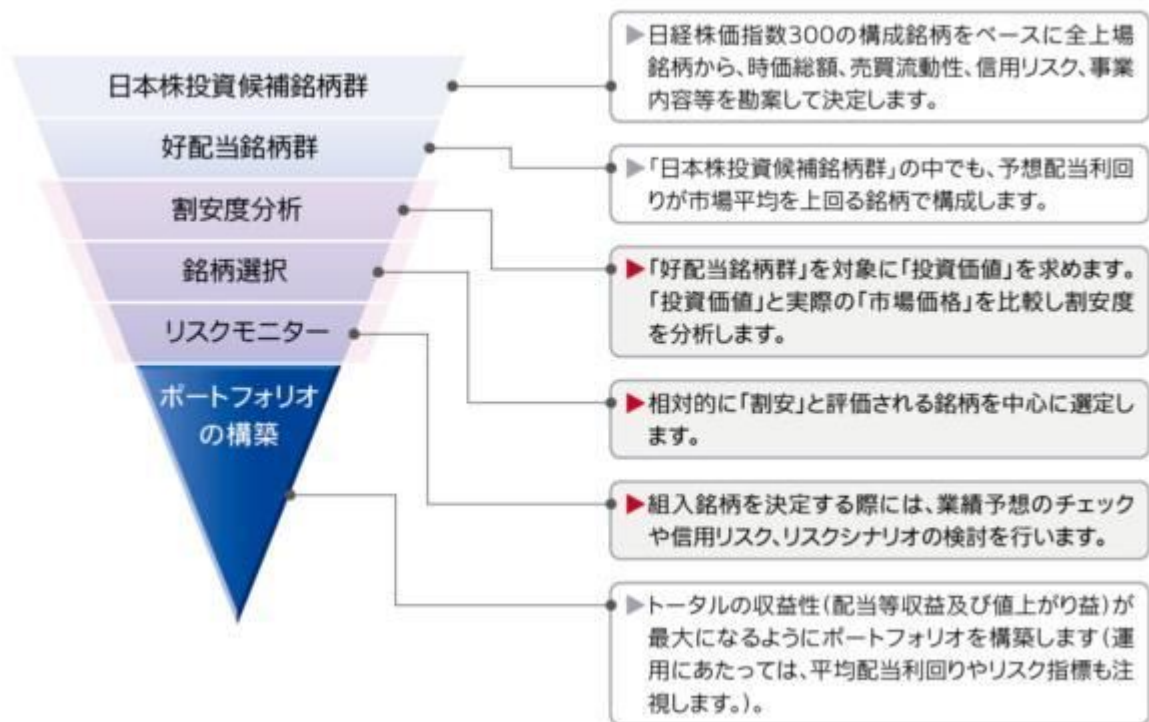 日本株投資候補銘柄群
好配当銘柄群
割安度分析
銘柄選択
リスクモニター
ポートフォリオ
の構築
▶日経株価指数300の構成銘柄をベースに全上場
銘柄から、時価総額、売買流動性、信用リスク、事業
内容等を勘案して決定します。
▶「日本株投資候補銘柄群」の中でも、予想配当利回
りが市場平均を上回る銘柄で構成します。
▶「好配当銘柄群」を対象に「投資価値」を求めます。
「投資価値」と実際の「市場価格」を比較し割安度
を分析します。
▶相対的に「割安」と評価される銘柄を中心に選定し
ます。
▶組入銘柄を決定する際には、業績予想のチェック
や信用リスク、リスクシナリオの検討を行います。
▶トータルの収益性(配当等収益及び値上がり益)が
最大になるようにポートフォリオを構築します(運
用にあたっては、平均配当利回りやリスク指標も注
視します。)。